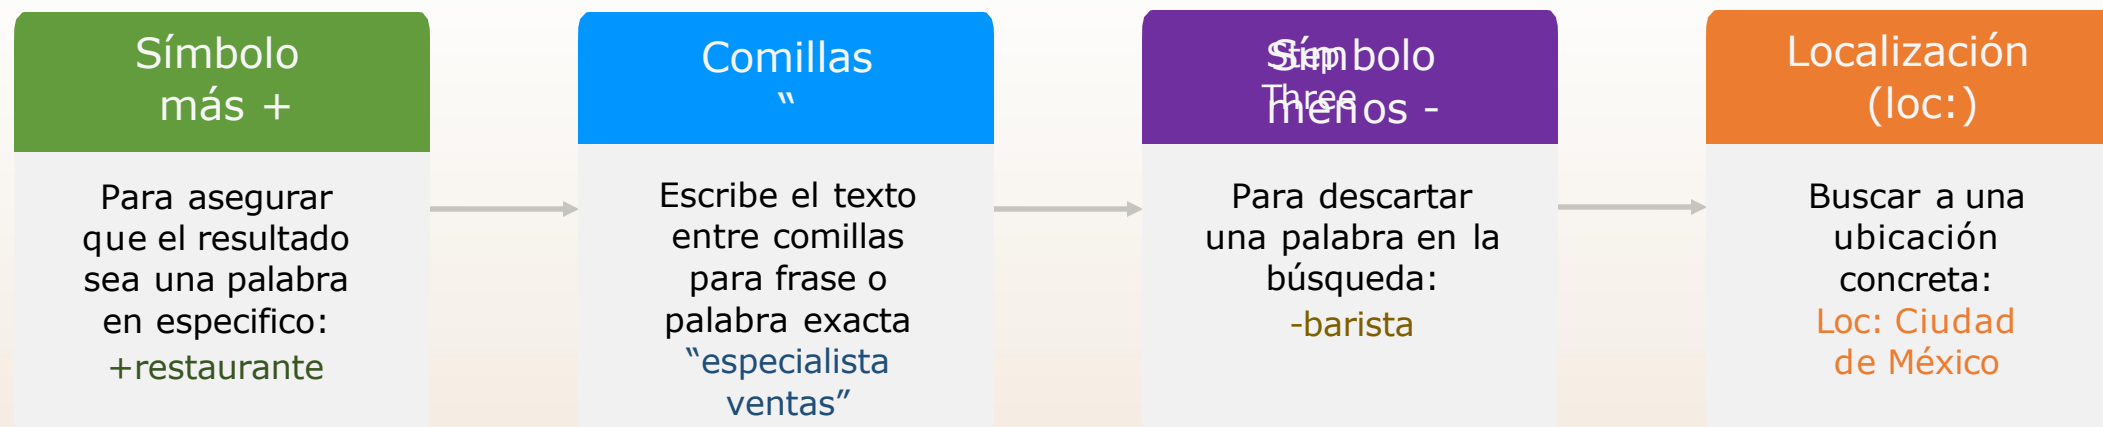 Símbolo
más +
Para asegurar
que el resultado
sea una palabra
en especifico:
+restaurante
Comillas
“
Escribe el texto
entre comillas
para frase o
palabra exacta
“especialista
ventas”
Símbolo
menos -
Step
Three
Para descartar
una palabra en la
búsqueda:
-barista
Localización
(loc:)
Buscar a una
ubicación
concreta:
Loc: Ciudad
de México